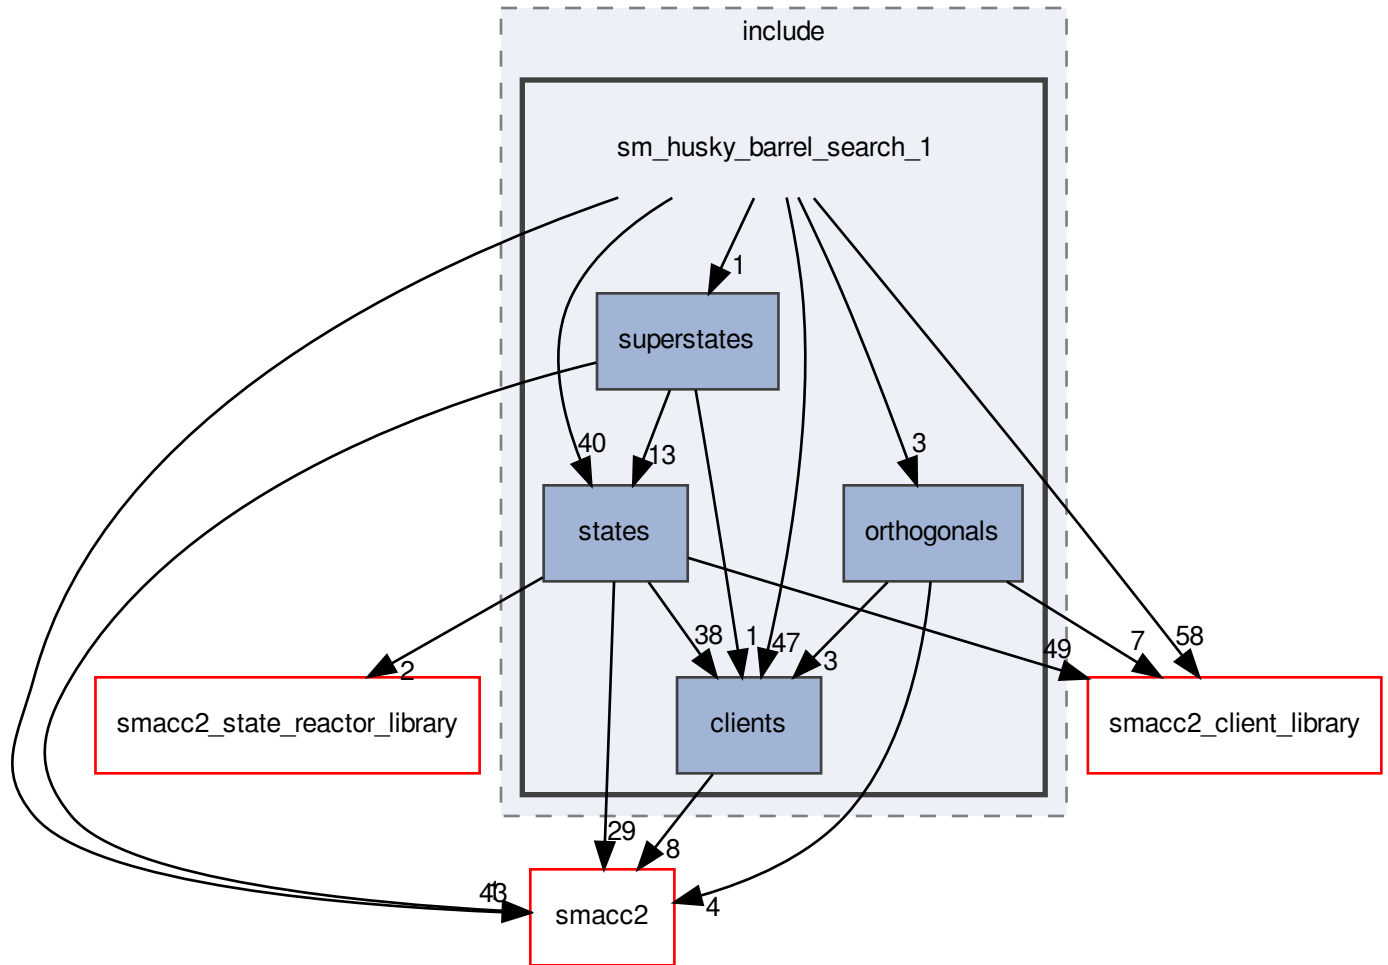 include
sm_husky_barrel_search_1
1
superstates
40
13
3
states
orthogonals
38
1
47
3
49
7
58
2
smacc2_state_reactor_library
clients
smacc2_client_library
29
8
43
1
4
smacc2